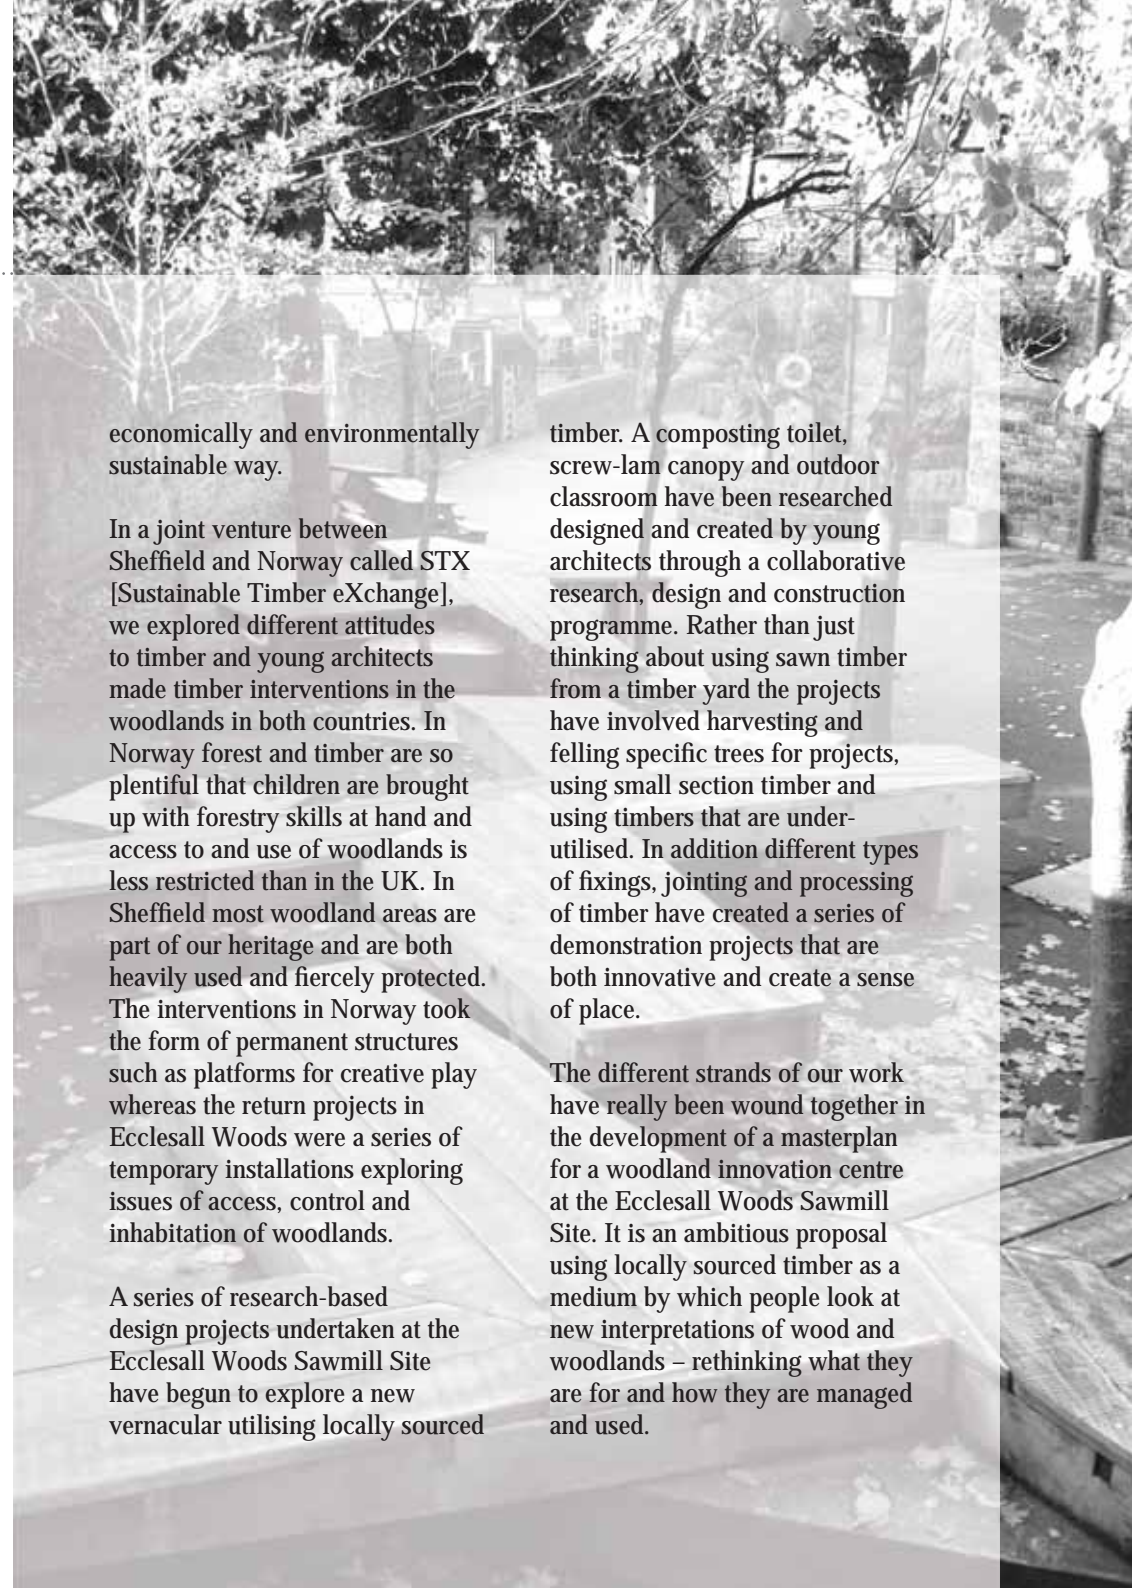 economically and environmentally
sustainable way.
In a joint venture between
Sheffield and Norway called STX
[Sustainable Timber eXchange],
we explored different attitudes
to timber and young architects
made timber interventions in the
woodlands in both countries. In
Norway forest and timber are so
plentiful that children are brought
up with forestry skills at hand and
access to and use of woodlands is
less restricted than in the UK. In
Sheffield most woodland areas are
part of our heritage and are both
heavily used and fiercely protected.
The interventions in Norway took
the form of permanent structures
such as platforms for creative play
whereas the return projects in
Ecclesall Woods were a series of
temporary installations exploring
issues of access, control and
inhabitation of woodlands.
A series of research-based
design projects undertaken at the
Ecclesall Woods Sawmill Site
have begun to explore a new
vernacular utilising locally sourced
timber. A composting toilet,
screw-lam canopy and outdoor
classroom have been researched
designed and created by young
architects through a collaborative
research, design and construction
programme. Rather than just
thinking about using sawn timber
from a timber yard the projects
have involved harvesting and
felling specific trees for projects,
using small section timber and
using timbers that are under-
utilised. In addition different types
of fixings, jointing and processing
of timber have created a series of
demonstration projects that are
both innovative and create a sense
of place.
The different strands of our work
have really been wound together in
the development of a masterplan
for a woodland innovation centre
at the Ecclesall Woods Sawmill
Site. It is an ambitious proposal
using locally sourced timber as a
medium by which people look at
new interpretations of wood and
woodlands – rethinking what they
are for and how they are managed
and used.